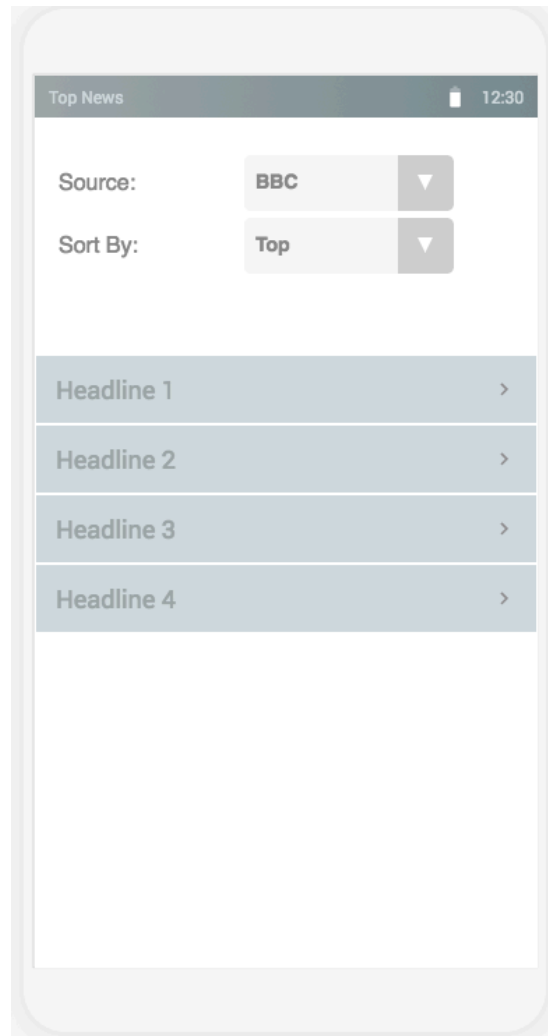 Top News 12:30
Source: BBC
Sort By: Top
Headline 1
Headline 2
Headline 3
Headline 4